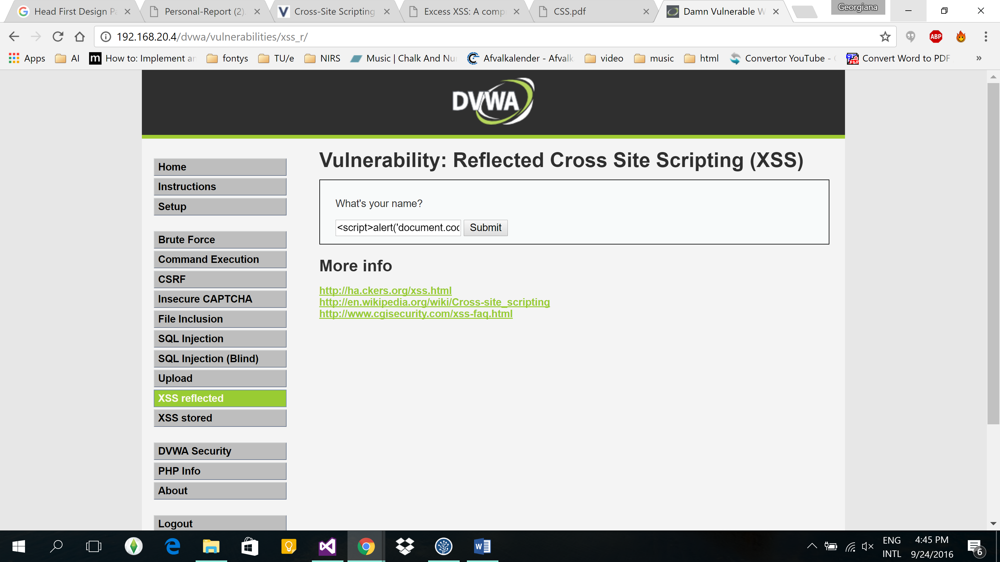 Head First Design Pa
Personal-Report (2).
Cross-Site Scripting
Excess XSS: A comp
CSS.pdf
Damn Vulnerable W
Georgiana
192.168.20.4/dvwa/vulnerabilities/xss_r/
ABP
Apps
AI
m
How to: Implement an
fontys
TU/e
NIRS
Music | Chalk And Nu
Afvalkalender - Afvalk
video
music
html
Convertor YouTube -
Convert Word to PDF
»
DVWA
Home
Instructions
Setup
Brute Force
Command Execution
CSRF
Insecure CAPTCHA
File Inclusion
SQL Injection
SQL Injection (Blind)
Upload
XSS reflected
XSS stored
DVWA Security
PHP Info
About
Logout
Vulnerability: Reflected Cross Site Scripting (XSS)
What's your name?
<script>alert('document.coo
Submit
More info
http://ha.ckers.org/xss.html
http://en.wikipedia.org/wiki/Cross-site_scripting
http://www.cgisecurity.com/xss-faq.html
ENG
INTL
4:45 PM
9/24/2016
6